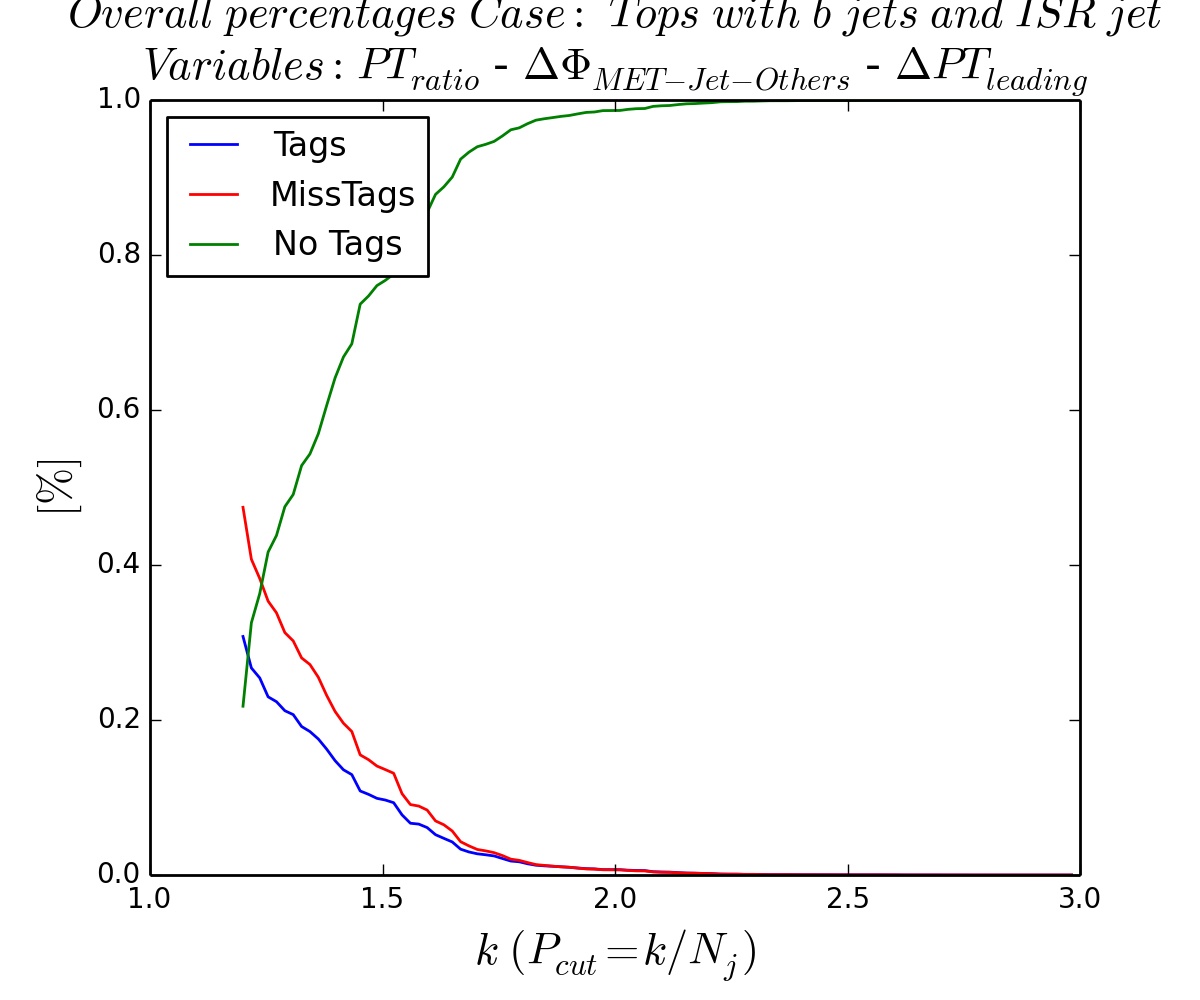 Overall percentages Case: Tops with b jets and ISR jet
Variables: PT_ratio - ΔΦ_MET−Jet−Others - ΔPT_leading
1.0
Tags
MissTags
No Tags
0.8
0.6
[%]
0.4
0.2
0.0
1.0 1.5 2.0 2.5 3.0
k (P_cut=k/N_j)